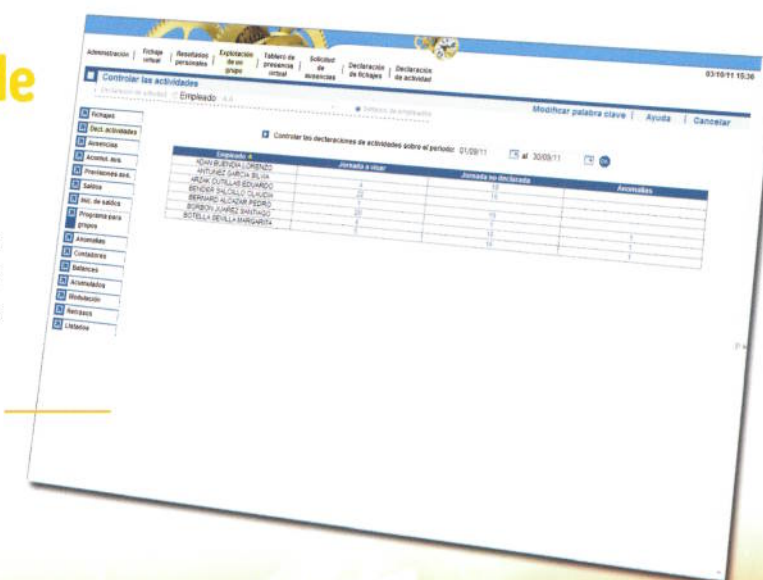 de
03/10/11 15:36
Administración | Fichaje virtual | Resultados personales | Explotación de un grupo | Tablero de presencia virtual | Solicitud de ausencias | Declaración de fichajes | Declaración de actividad
Controlar las actividades
Modificar palabra clave | Ayuda | Cancelar
Empleado
Controlar las declaraciones de actividades sobre el periodo: 01/09/11 al 30/09/11
Fichajes
Decl. actividades
Ausencias
Acumul. aus.
Previsiones aus.
Saldos
Inic. de saldos
Programa para grupos
Anomalías
Contadores
Balances
Acumulados
Modulación
Retrasos
Listados
Empleado Jornada a visar Jornada no declarada Anomalías
ADAN BUENDIA LORENZO
ANTUNEZ GARCIA SILVIA
ARZAK CUTILLAS EDUARDO
BENDER SALCILLO CLAUDIA
BERNARD ALCAZAR PEDRO
BORBON JUAREZ SANTIAGO
BOTELLA SEVILLA MARGARITA